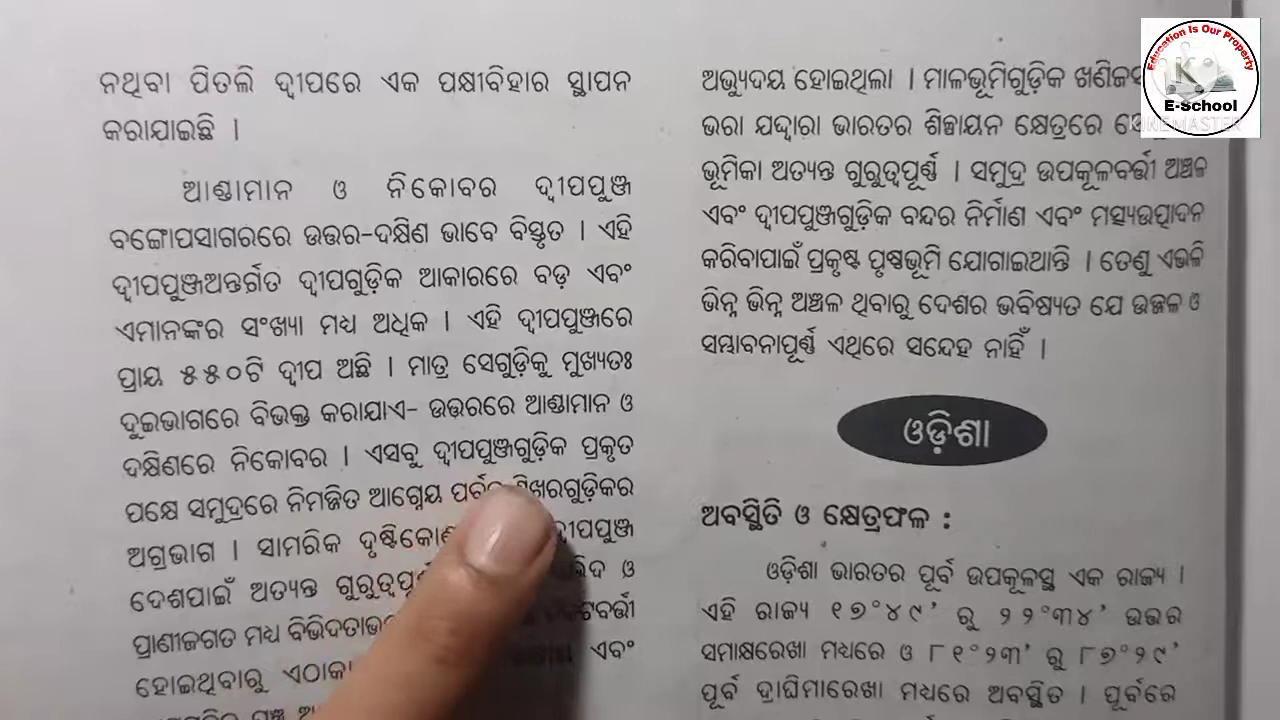 ନଥିବା ପିତଲି ଦ୍ୱୀପରେ ଏକ ପକ୍ଷୀବିହାର ସ୍ଥାପନ
କରାଯାଇଛି ।
ଆଣ୍ଡାମାନ ଓ ନିକୋବର ଦ୍ୱୀପପୁଞ୍ଜ
ବଙ୍ଗୋପସାଗରରେ ଉତ୍ତର-ଦକ୍ଷିଣ ଭାବେ ବିସ୍ତୃତ । ଏହି
ଦ୍ୱୀପପୁଞ୍ଜଅନ୍ତର୍ଗତ ଦ୍ୱୀପଗୁଡ଼ିକ ଆକାରରେ ବଡ଼ ଏବଂ
ଏମାନଙ୍କର ସଂଖ୍ୟା ମଧ୍ୟ ଅଧିକ । ଏହି ଦ୍ୱୀପପୁଞ୍ଜରେ
ପ୍ରାୟ ୫୫୦ଟି ଦ୍ୱୀପ ଅଛି । ମାତ୍ର ସେଗୁଡ଼ିକୁ ମୁଖ୍ୟତଃ
ଦୁଇଭାଗରେ ବିଭକ୍ତ କରାଯାଏ- ଉତ୍ତରରେ ଆଣ୍ଡାମାନ ଓ
ଦକ୍ଷିଣରେ ନିକୋବର । ଏସବୁ ଦ୍ୱୀପପୁଞ୍ଜଗୁଡ଼ିକ ପ୍ରକୃତ
ପକ୍ଷେ ସମୁଦ୍ରରେ ନିମଜ୍ଜିତ ଆଗ୍ନେୟ ପର୍ବତ ଶିଖରଗୁଡ଼ିକର
ଅଗ୍ରଭାଗ । ସାମରିକ ଦୃଷ୍ଟିକୋଣ ଦ୍ୱୀପପୁଞ୍ଜ
ଦେଶପାଇଁ ଅତ୍ୟନ୍ତ ଓ
ପ୍ରାଣୀଜଗତ ମଧ୍ୟ
ହୋଇଥିବାରୁ ଏଠାକା ଏବଂ
ଅଭ୍ୟୁଦୟ ହୋଇଥିଲା । ମାଳଭୂମିଗୁଡ଼ିକ
ଭରା ଯଦ୍ଦ୍ୱାରା ଭାରତର ଶିଳ୍ପାୟନ କ୍ଷେତ୍ରରେ
ଭୂମିକା ଅତ୍ୟନ୍ତ ଗୁରୁତ୍ୱପୂର୍ଣ୍ଣ । ସମୁଦ୍ର ଉପକୂଳବର୍ତ୍ତୀ ଅଞ୍ଚଳ
ଏବଂ ଦ୍ୱୀପପୁଞ୍ଜଗୁଡ଼ିକ ବନ୍ଦର ନିର୍ମାଣ ଏବଂ ମତ୍ସ୍ୟଉତ୍ପାଦନ
କରିବାପାଇଁ ପ୍ରକୃଷ୍ଟ ପୃଷ୍ଠଭୂମି ଯୋଗାଇଥାନ୍ତି । ତେଣୁ ଏଭଳି
ଭିନ୍ନ ଭିନ୍ନ ଅଞ୍ଚଳ ଥିବାରୁ ଦେଶର ଭବିଷ୍ୟତ ଯେ ଉଜ୍ଜ୍ୱଳ ଓ
ସମ୍ଭାବନାପୂର୍ଣ୍ଣ ଏଥିରେ ସନ୍ଦେହ ନାହିଁ ।
ଓଡ଼ିଶା
ଅବସ୍ଥିତି ଓ କ୍ଷେତ୍ରଫଳ :
ଓଡ଼ିଶା ଭାରତର ପୂର୍ବ ଉପକୂଳସ୍ଥ ଏକ ରାଜ୍ୟ ।
ଏହି ରାଜ୍ୟ ୧୭°୪୯' ରୁ ୨୨°୩୪' ଉତ୍ତର
ସମାକ୍ଷରେଖା ମଧ୍ୟରେ ଓ ୮୧°୨୩' ରୁ ୮୭°୨୯'
ପୂର୍ବ ଦ୍ରାଘିମାରେଖା ମଧ୍ୟରେ ଅବସ୍ଥିତ । ପୂର୍ବରେ
Education Is Our Property
K
E-School